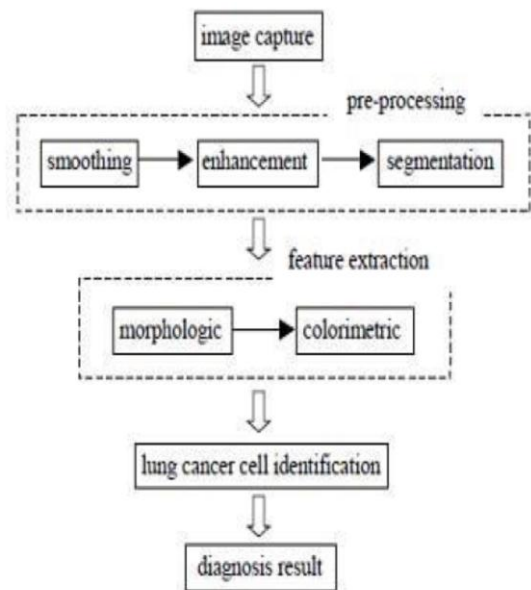 image capture
pre-processing
smoothing enhancement segmentation
feature extraction
morphologic colorimetric
lung cancer cell identification
diagnosis result